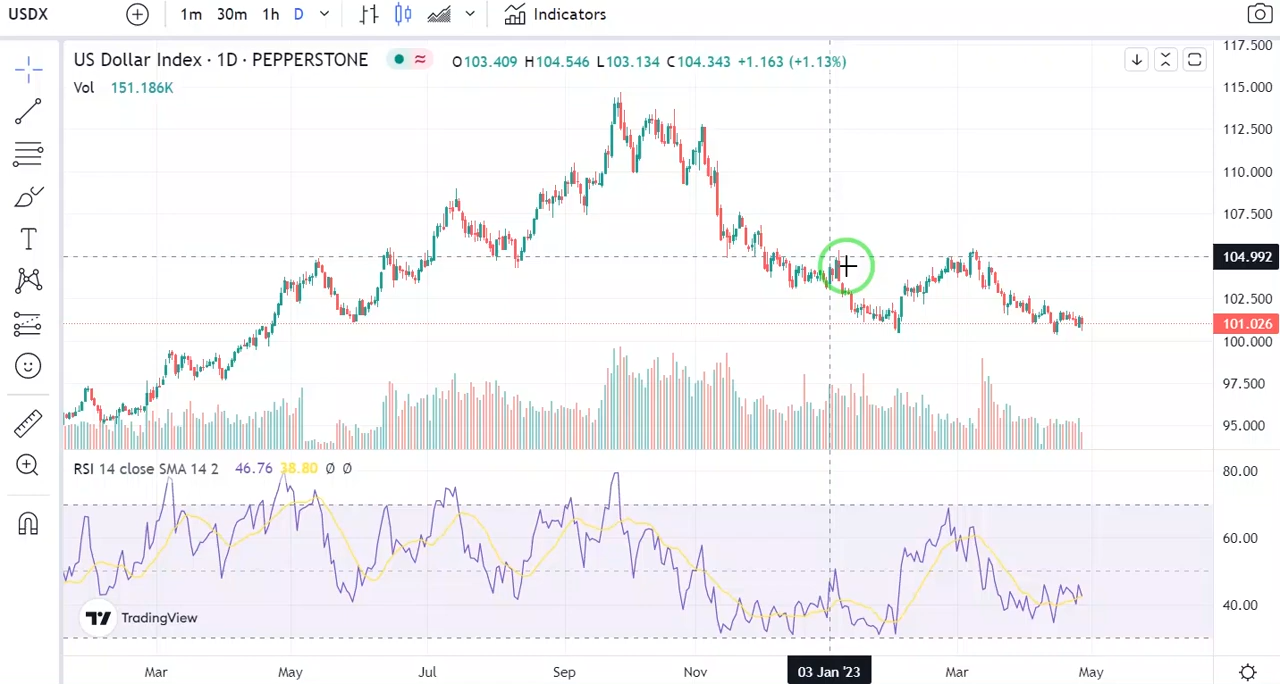 USDX 1m 30m 1h D Indicators
US Dollar Index · 1D · PEPPERSTONE O103.409 H104.546 L103.134 C104.343 +1.163 (+1.13%)
Vol 151.186K
117.500
115.000
112.500
110.000
107.500
104.992
102.500
101.026
100.000
97.500
95.000
RSI 14 close SMA 14 2 46.76 38.80 Ø Ø
80.00
60.00
40.00
TradingView
Mar May Jul Sep Nov 03 Jan '23 Mar May